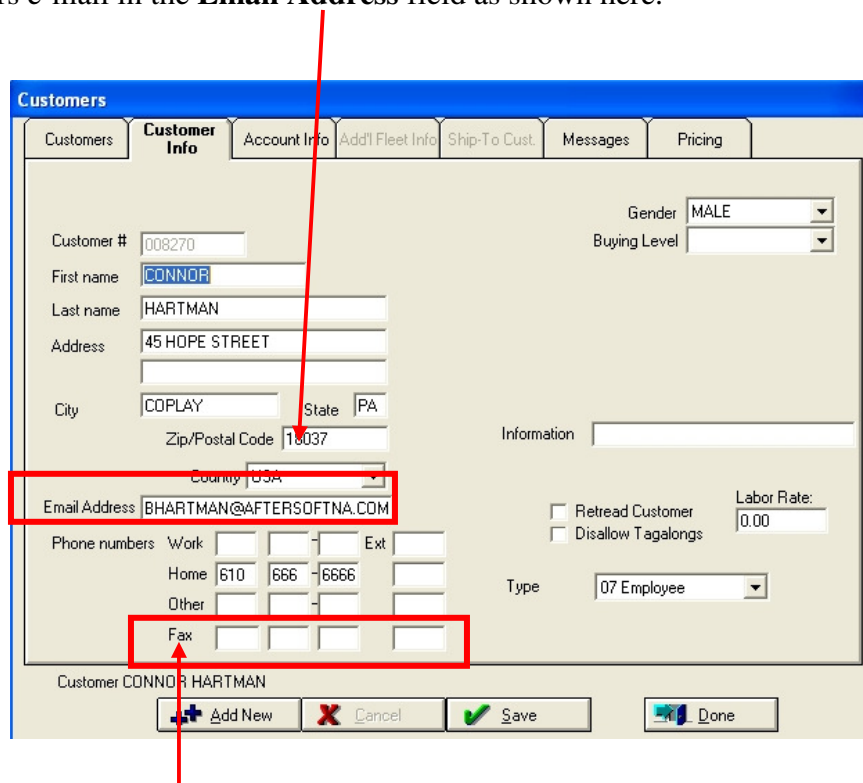 rs e-mail in the Email Address field as shown here.
Customers
Customers Customer Info Account Info Add'l Fleet Info Ship-To Cust. Messages Pricing
Gender MALE
Customer # 008270 Buying Level
First name CONNOR
Last name HARTMAN
Address 45 HOPE STREET
City COPLAY State PA
Zip/Postal Code 18037 Information
Country USA
Email Address BHARTMAN@AFTERSOFTNA.COM
Retread Customer Labor Rate:
Disallow Tagalongs 0.00
Phone numbers Work - Ext
Home 610 666 - 6666
Type 07 Employee
Other -
Fax
Customer CONNOR HARTMAN
Add New Cancel Save Done